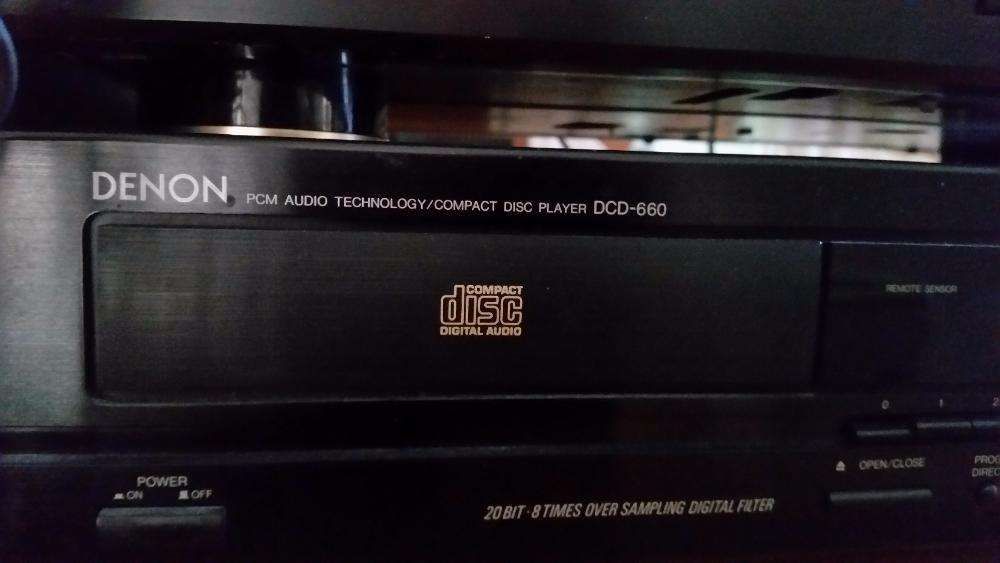 DENON PCM AUDIO TECHNOLOGY/COMPACT DISC PLAYER DCD-660
COMPACT
disc
DIGITAL AUDIO
REMOTE SENSOR
0 1 2
OPEN/CLOSE
POWER
ON OFF
20 BIT · 8 TIMES OVER SAMPLING DIGITAL FILTER